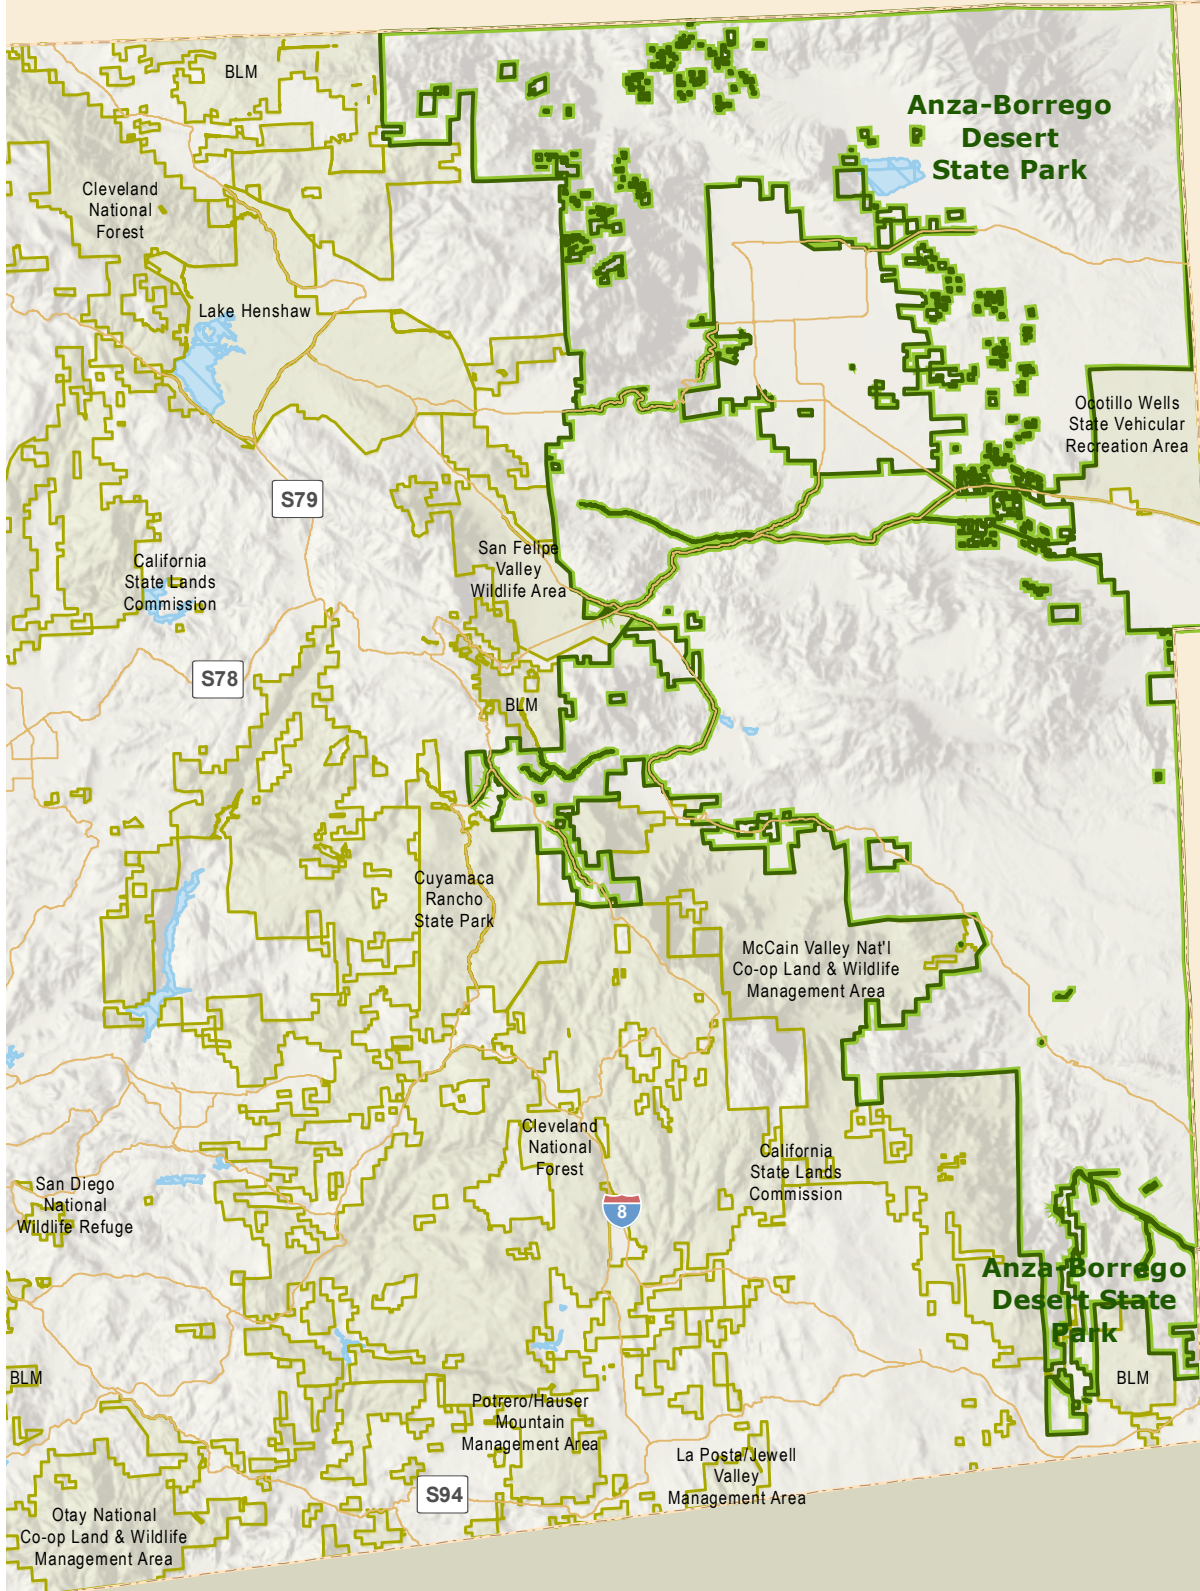 BLM
Anza-Borrego
Desert
State Park
Cleveland
National
Forest
Lake Henshaw
Ocotillo Wells
State Vehicular
Recreation Area
S79
San Felipe
Valley
Wildlife Area
California
State Lands
Commission
S78
BLM
Cuyamaca
Rancho
State Park
McCain Valley Nat'l
Co-op Land & Wildlife
Management Area
Cleveland
National
Forest
California
State Lands
Commission
San Diego
National
Wildlife Refuge
8
Anza-Borrego
Desert State
Park
BLM
BLM
Potrero/Hauser
Mountain
Management Area
La Posta/Jewell
Valley
Management Area
S94
Otay National
Co-op Land & Wildlife
Management Area